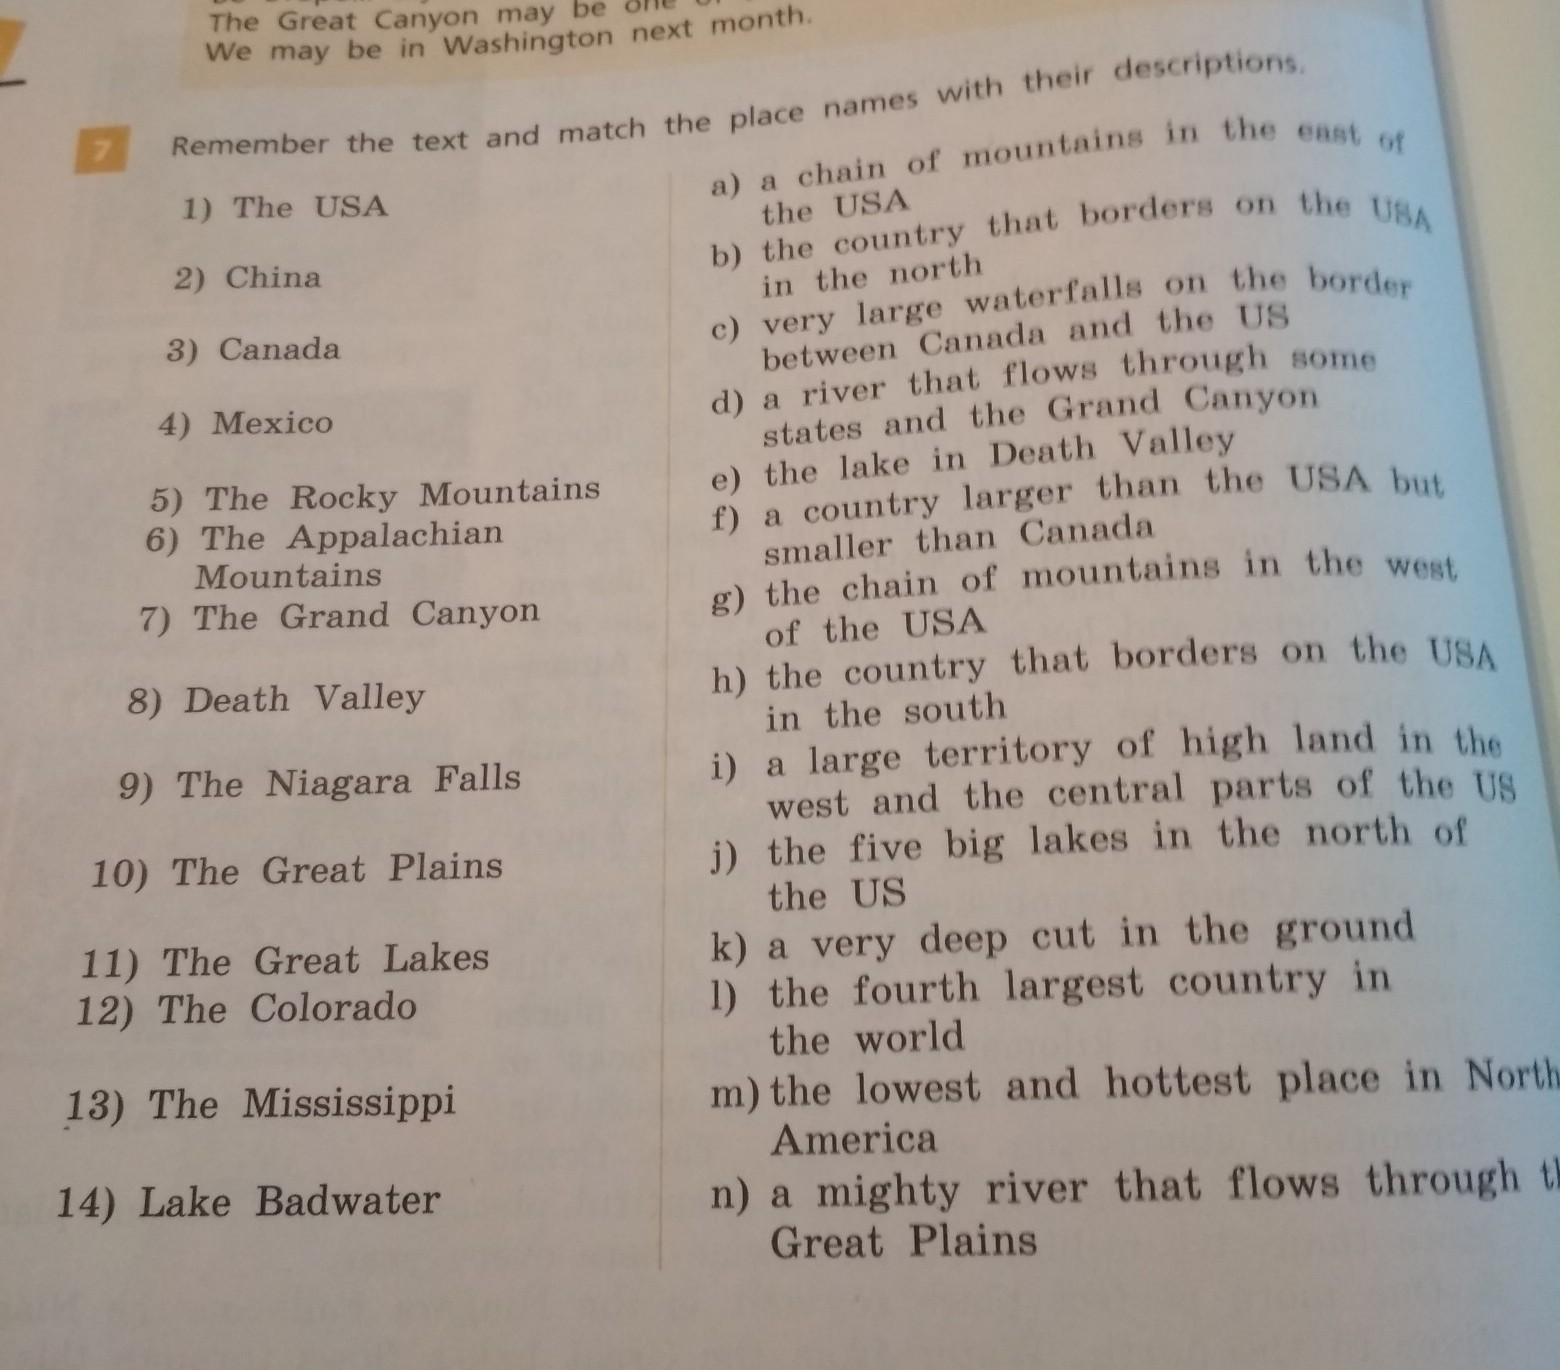 The Great Canyon may be one
We may be in Washington next month.
7 Remember the text and match the place names with their descriptions.
1) The USA
2) China
3) Canada
4) Mexico
5) The Rocky Mountains
6) The Appalachian
Mountains
7) The Grand Canyon
8) Death Valley
9) The Niagara Falls
10) The Great Plains
11) The Great Lakes
12) The Colorado
13) The Mississippi
14) Lake Badwater
a) a chain of mountains in the east of
the USA
b) the country that borders on the USA
in the north
c) very large waterfalls on the border
between Canada and the US
d) a river that flows through some
states and the Grand Canyon
e) the lake in Death Valley
f) a country larger than the USA but
smaller than Canada
g) the chain of mountains in the west
of the USA
h) the country that borders on the USA
in the south
i) a large territory of high land in the
west and the central parts of the US
j) the five big lakes in the north of
the US
k) a very deep cut in the ground
l) the fourth largest country in
the world
m) the lowest and hottest place in North
America
n) a mighty river that flows through
Great Plains